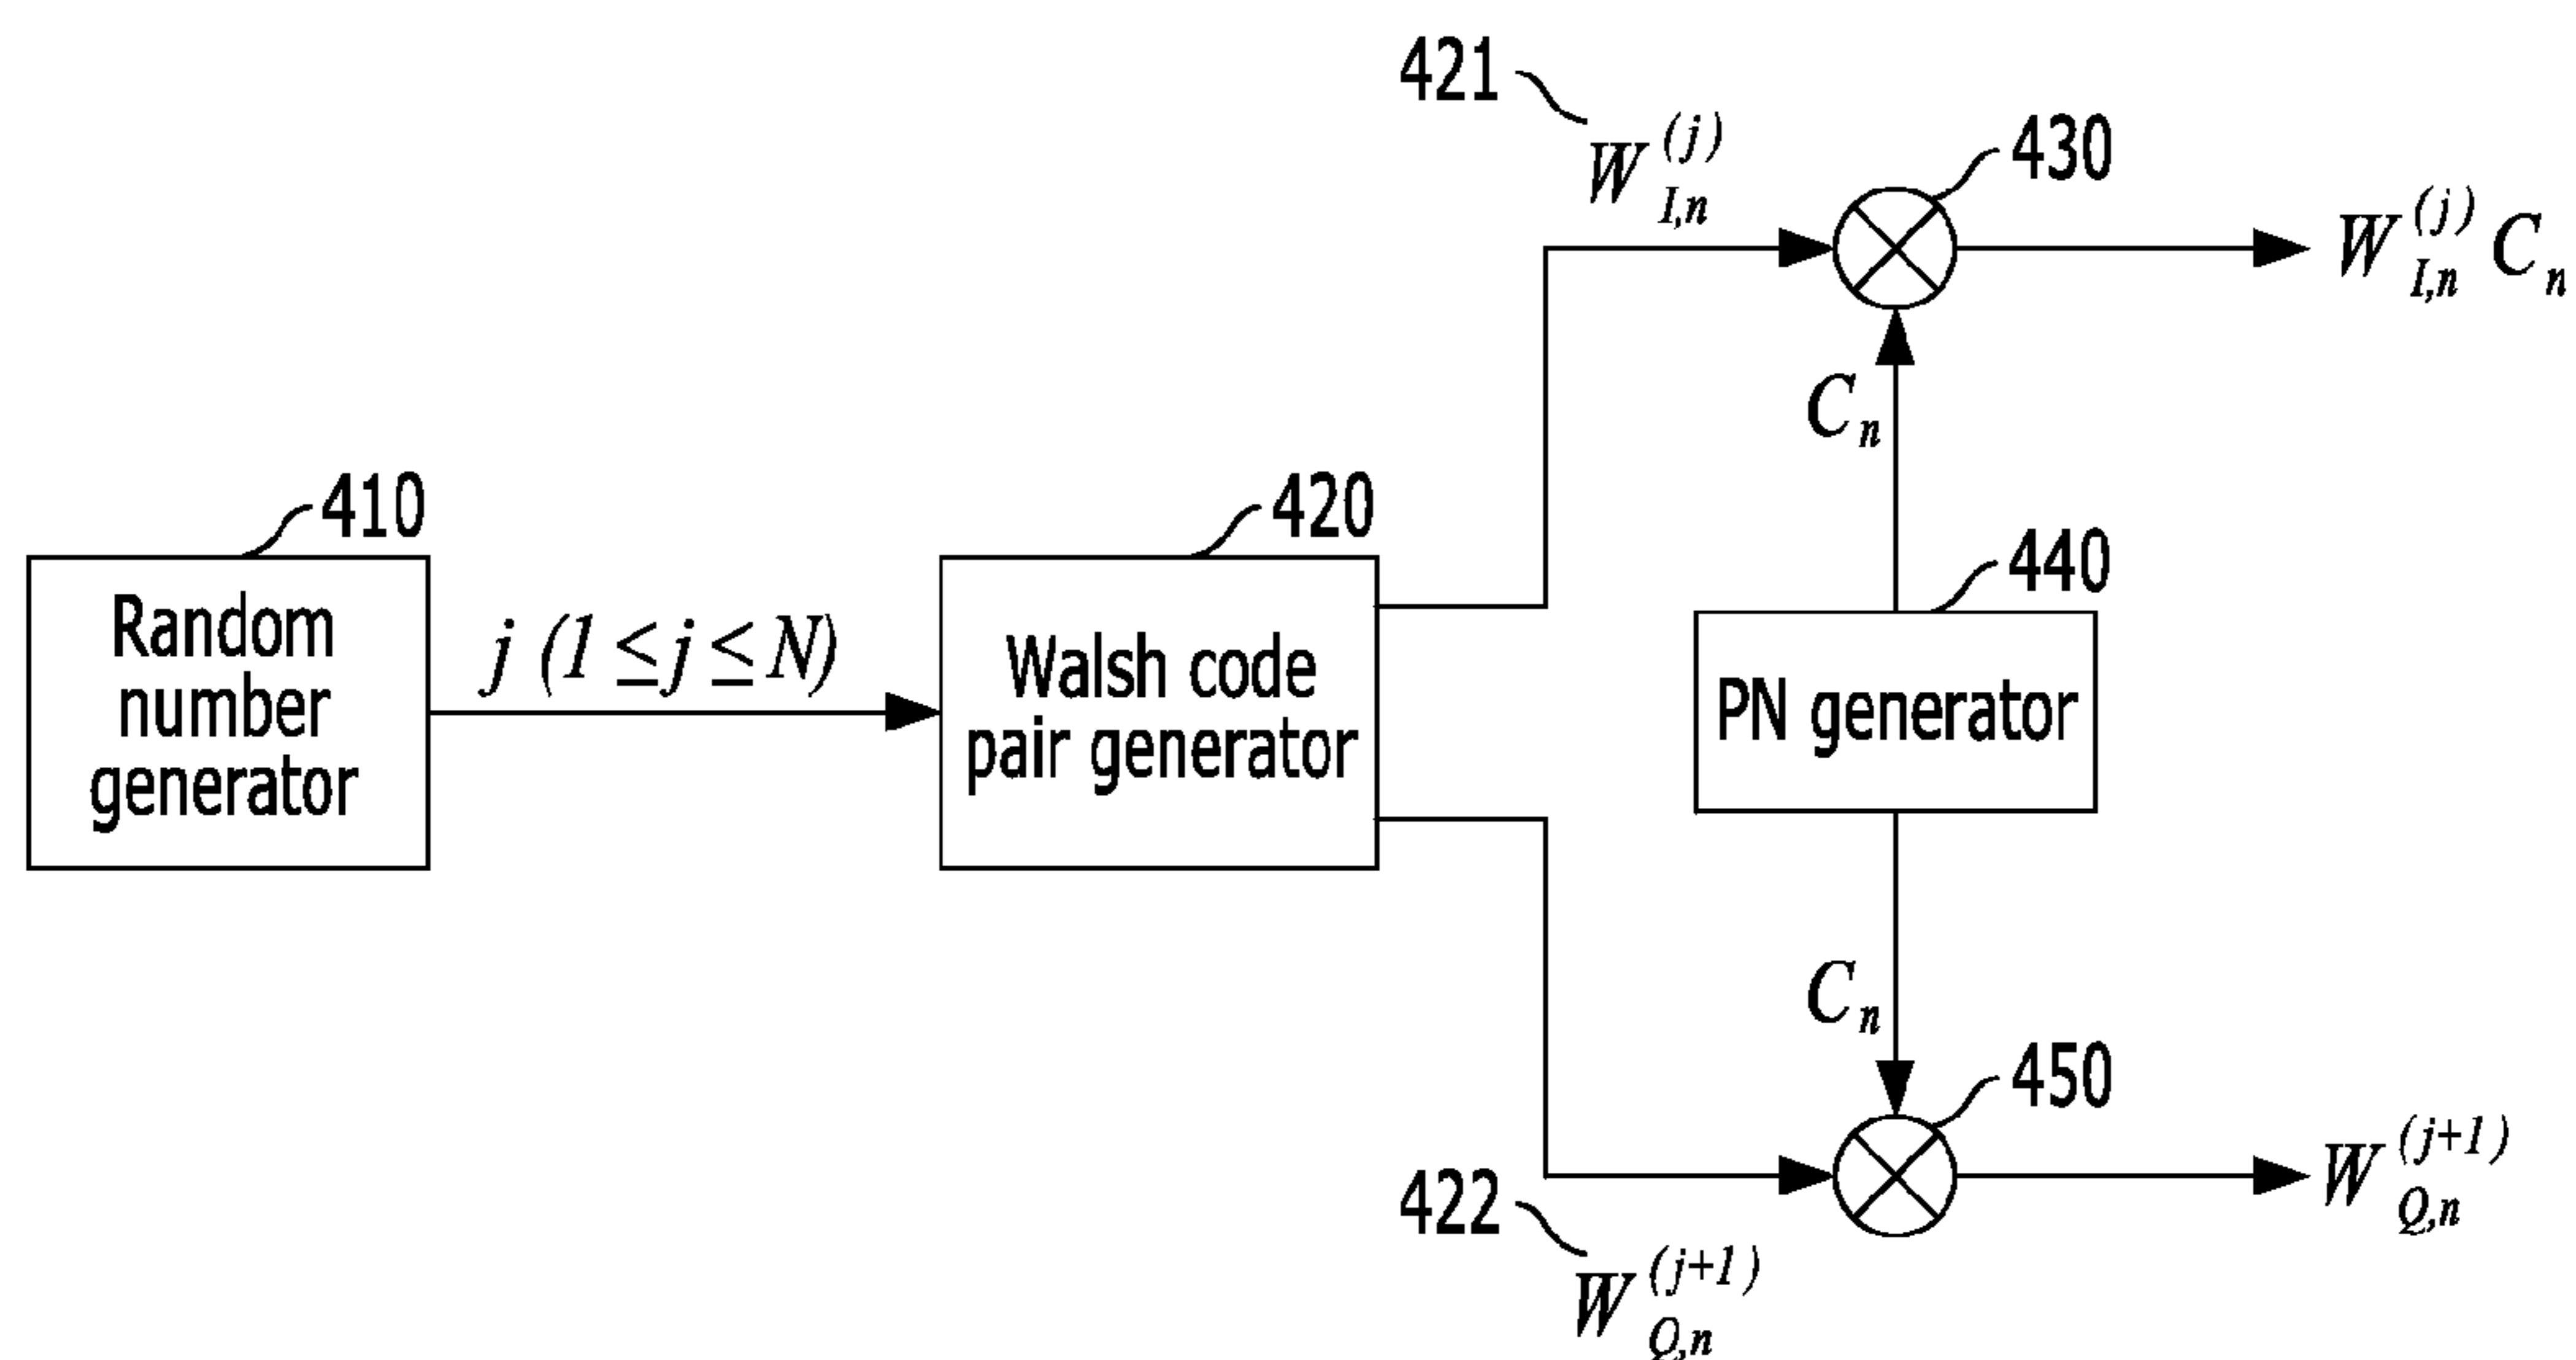 421
W_{I,n}^{(j)}
430
W_{I,n}^{(j)} C_n
C_n
410
Random
number
generator
j (1 ≤ j ≤ N)
420
Walsh code
pair generator
440
PN generator
C_n
450
W_{Q,n}^{(j+1)}
422
W_{Q,n}^{(j+1)}